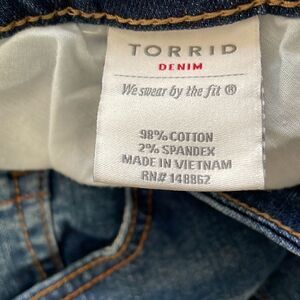 TORRID
DENIM
We swear by the fit ®
98% COTTON
2% SPANDEX
MADE IN VIETNAM
RN# 148862